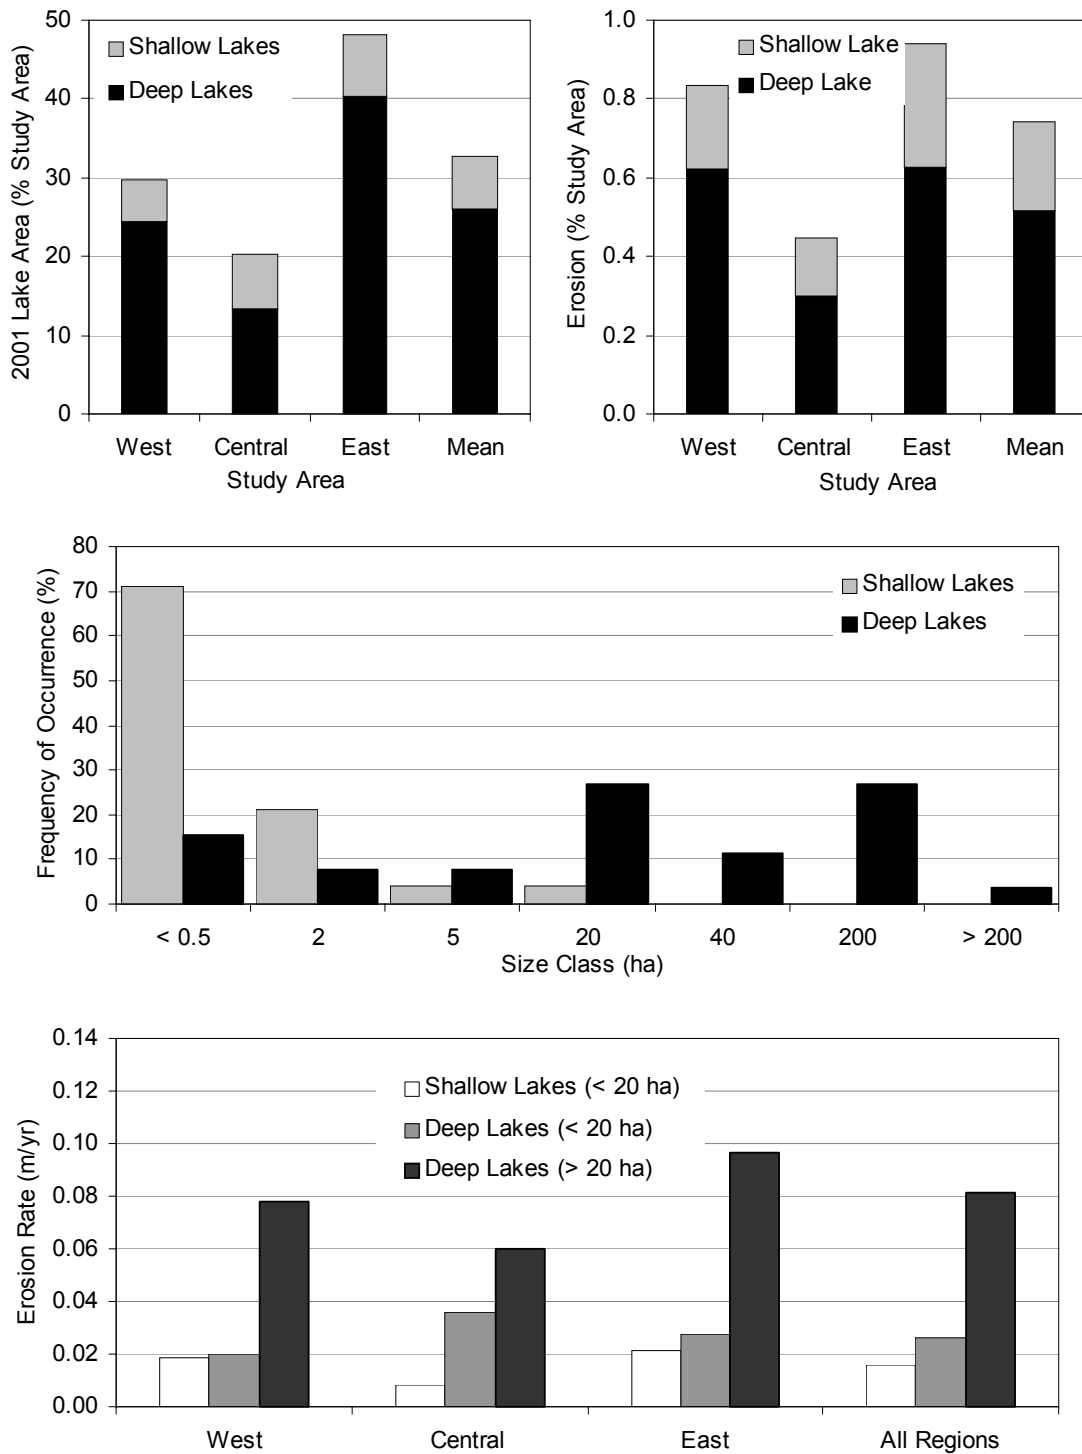 2001 Lake Area (% Study Area)
50
40
30
20
10
0
Shallow Lakes
Deep Lakes
West Central East Mean
Study Area
Erosion (% Study Area)
1.0
0.8
0.6
0.4
0.2
0.0
Shallow Lake
Deep Lake
West Central East Mean
Study Area
Frequency of Occurrence (%)
80
70
60
50
40
30
20
10
0
Shallow Lakes
Deep Lakes
< 0.5 2 5 20 40 200 > 200
Size Class (ha)
Erosion Rate (m/yr)
0.14
0.12
0.10
0.08
0.06
0.04
0.02
0.00
Shallow Lakes (< 20 ha)
Deep Lakes (< 20 ha)
Deep Lakes (> 20 ha)
West Central East All Regions